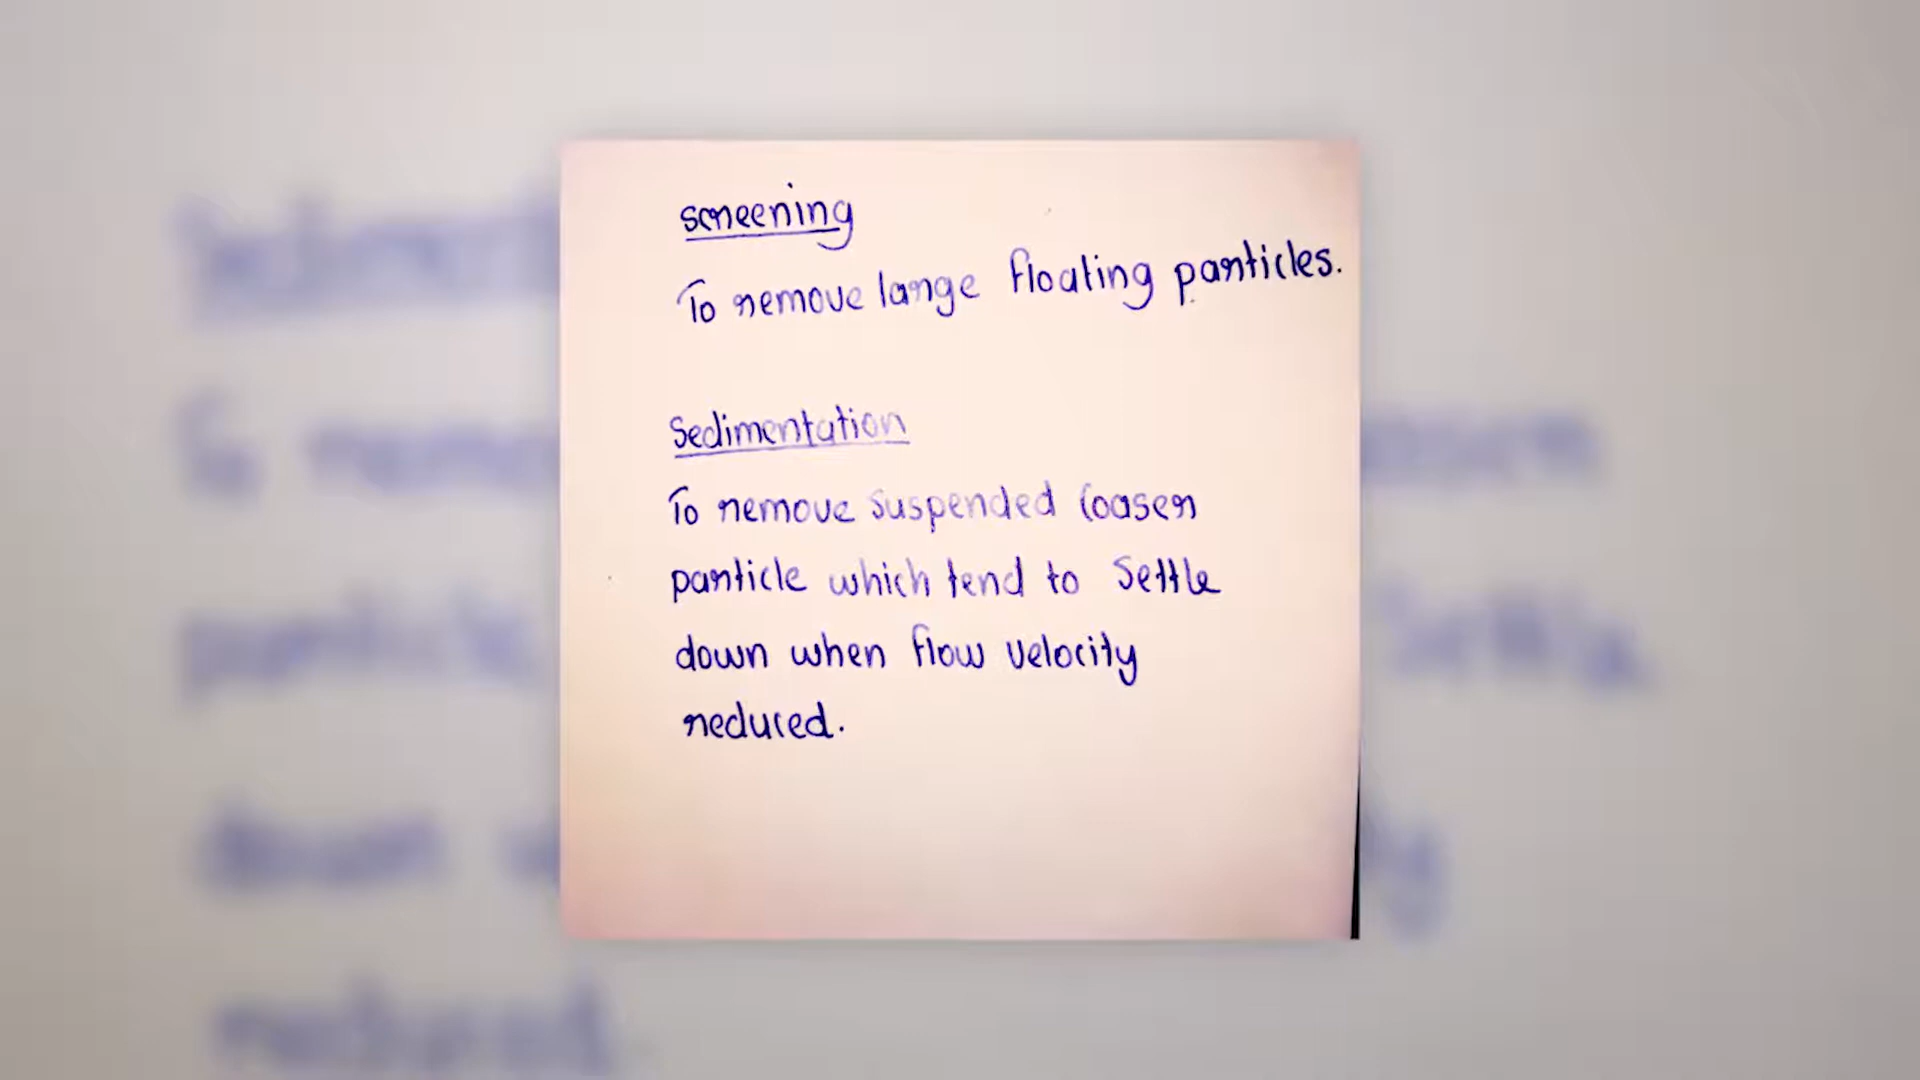 screening
To remove large floating particles.
Sedimentation
To remove suspended coaser
particle which tend to settle
down when flow velocity
reduced.